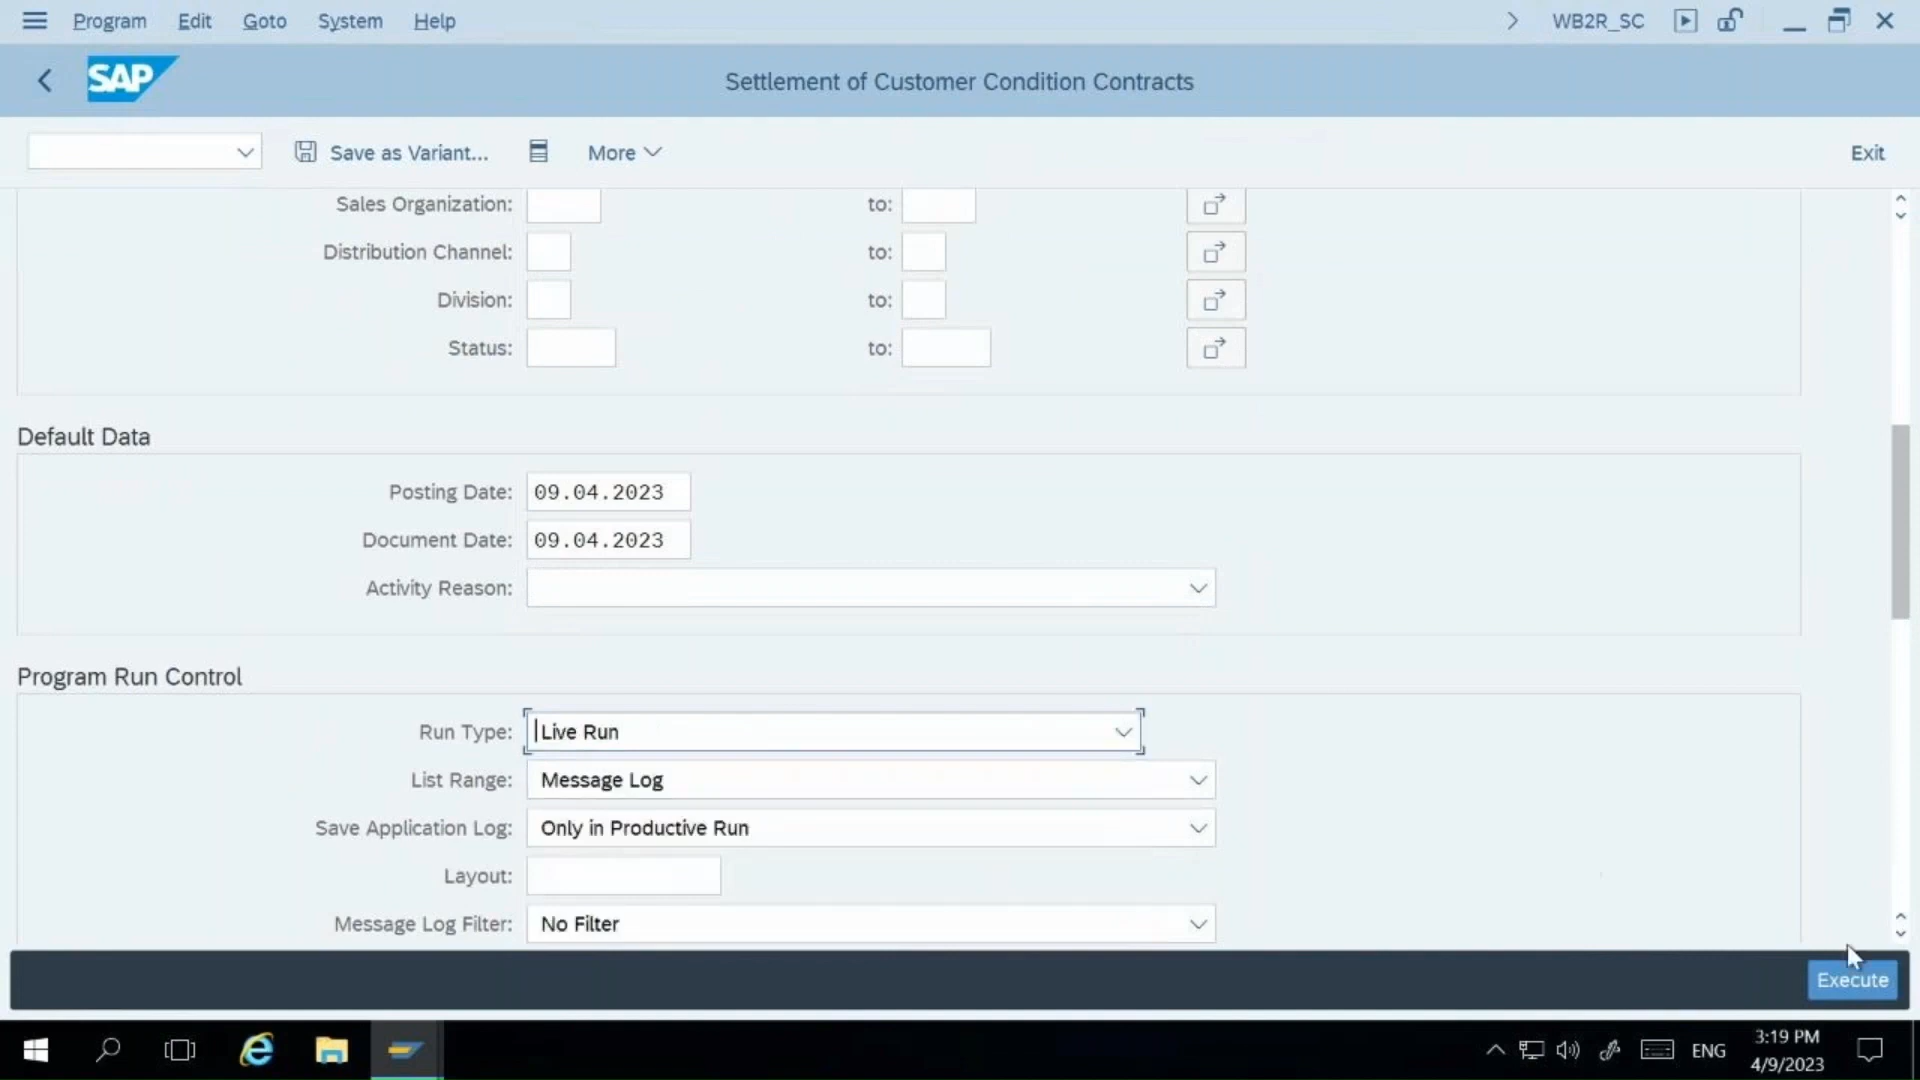 Program Edit Goto System Help WB2R_SC
SAP Settlement of Customer Condition Contracts
Save as Variant... More Exit
Sales Organization: to:
Distribution Channel: to:
Division: to:
Status: to:
Default Data
Posting Date: 09.04.2023
Document Date: 09.04.2023
Activity Reason:
Program Run Control
Run Type: Live Run
List Range: Message Log
Save Application Log: Only in Productive Run
Layout:
Message Log Filter: No Filter
Execute
ENG 3:19 PM
4/9/2023